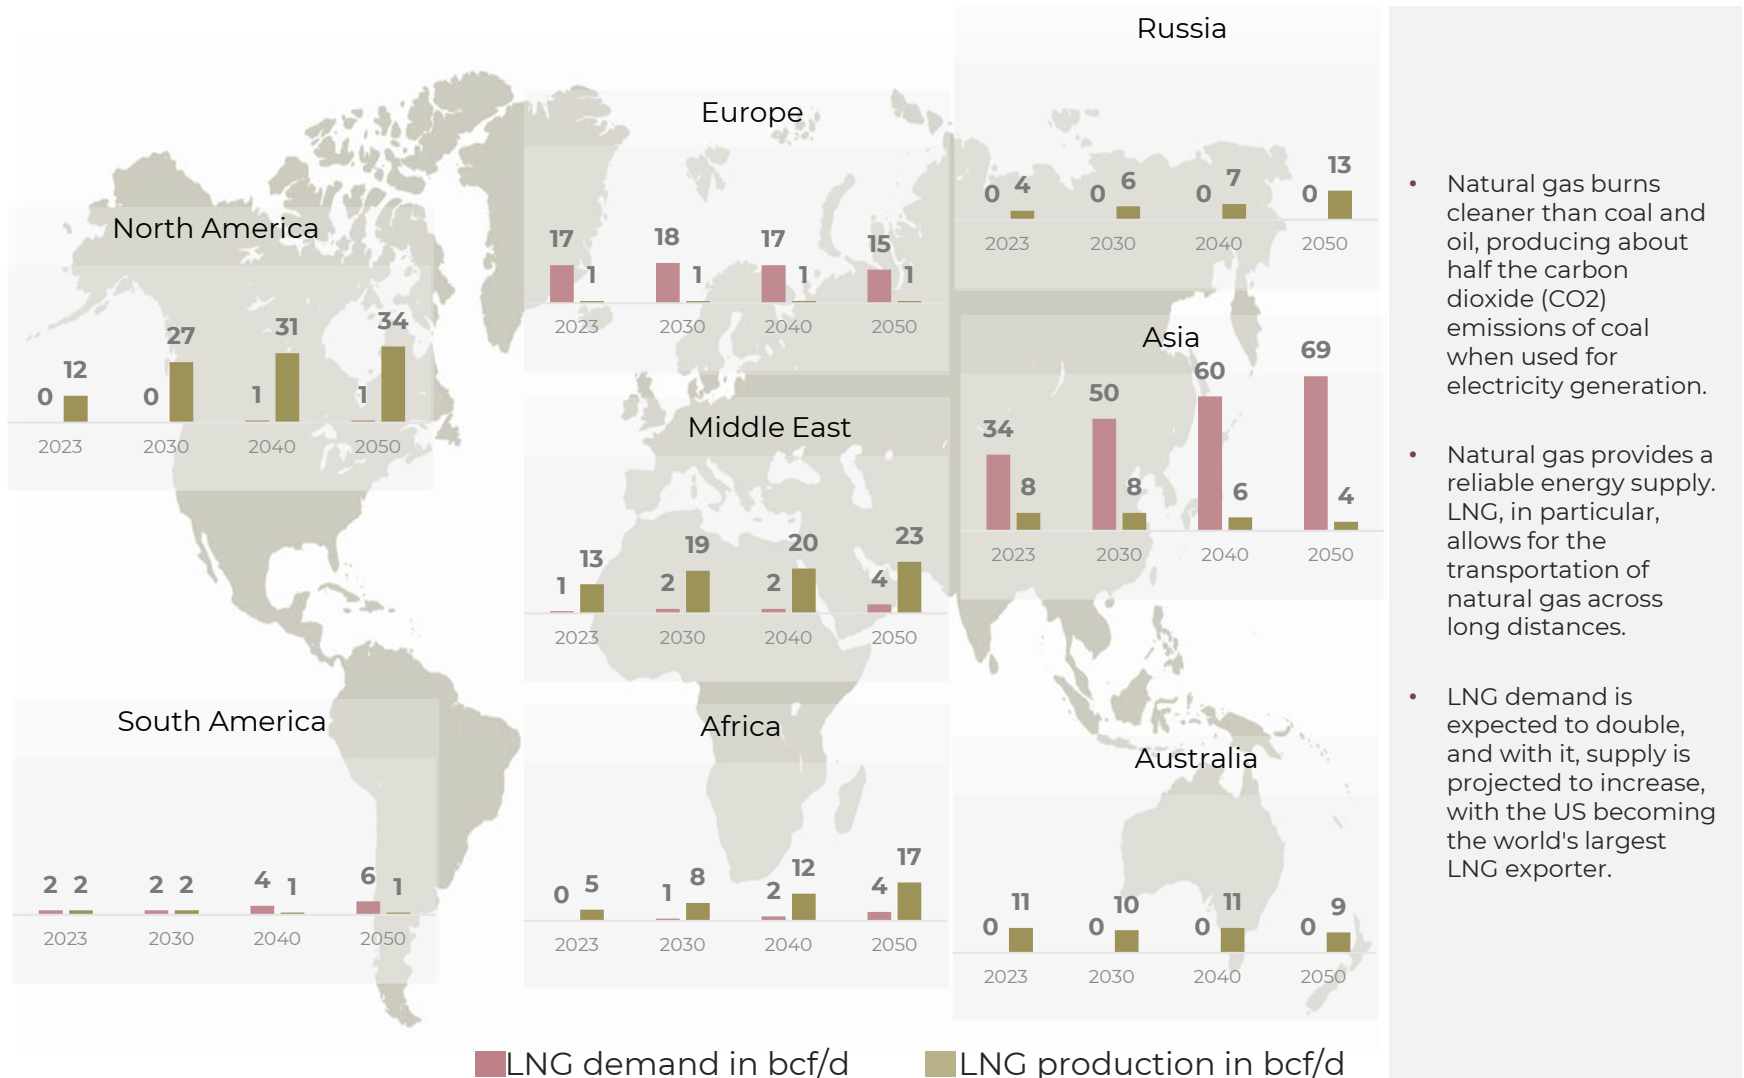 Russia
0 4 0 6 0 7 0 13
2023 2030 2040 2050
Europe
17 1 18 1 17 1 15 1
2023 2030 2040 2050
North America
0 12 0 27 1 31 1 34
2023 2030 2040 2050
Asia
34 8 50 8 60 6 69 4
2023 2030 2040 2050
Middle East
1 13 2 19 2 20 4 23
2023 2030 2040 2050
South America
2 2 2 2 4 1 6 1
2023 2030 2040 2050
Africa
0 5 1 8 2 12 4 17
2023 2030 2040 2050
Australia
0 11 0 10 0 11 0 9
2023 2030 2040 2050
LNG demand in bcf/d
LNG production in bcf/d
• Natural gas burns
cleaner than coal and
oil, producing about
half the carbon
dioxide (CO2)
emissions of coal
when used for
electricity generation.
• Natural gas provides a
reliable energy supply.
LNG, in particular,
allows for the
transportation of
natural gas across
long distances.
• LNG demand is
expected to double,
and with it, supply is
projected to increase,
with the US becoming
the world's largest
LNG exporter.